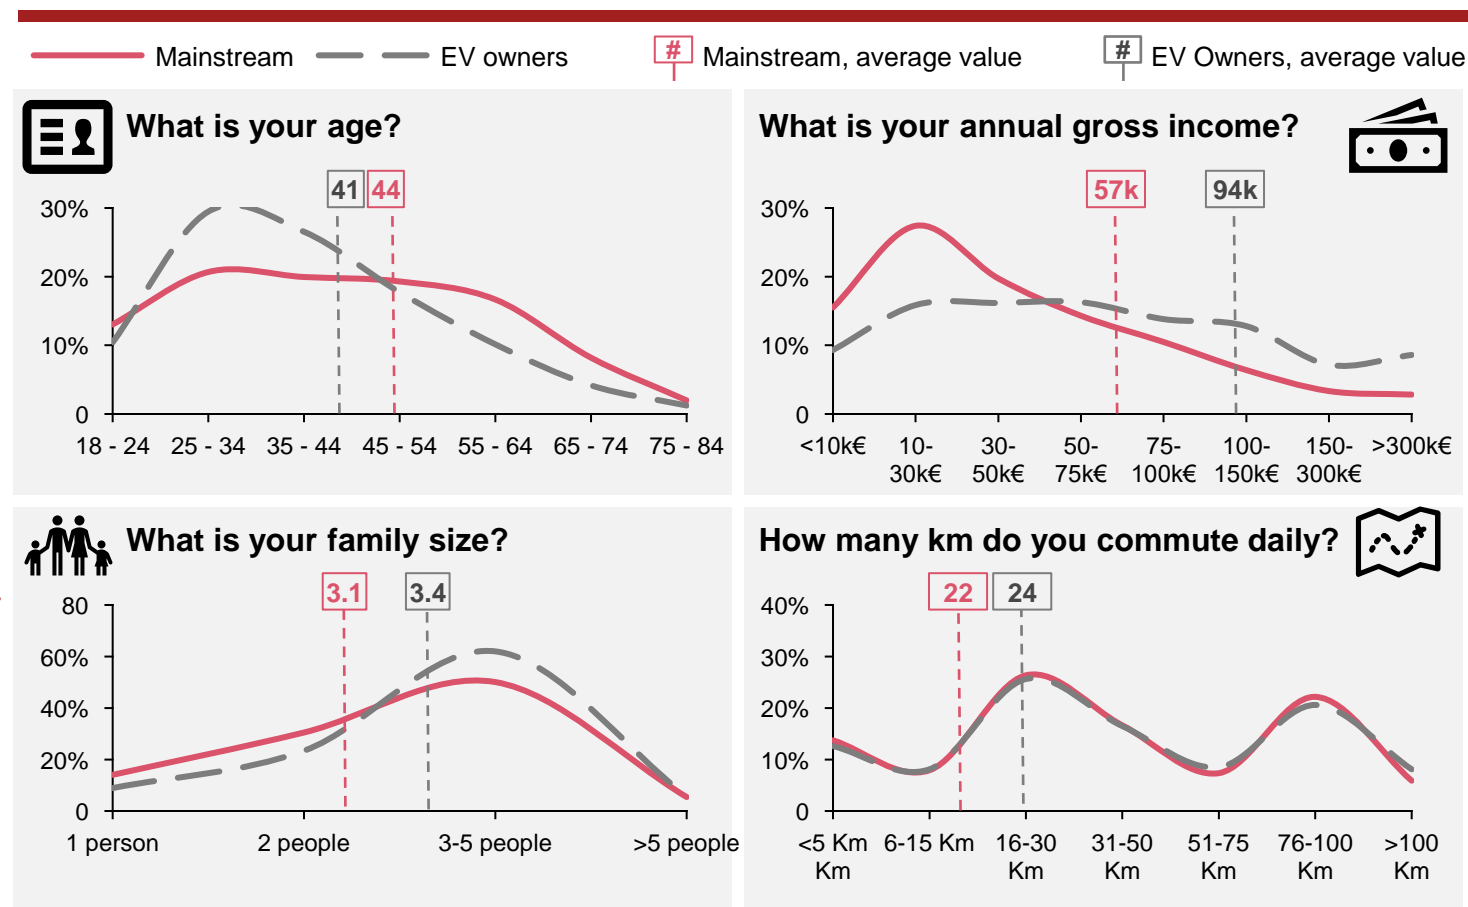 Mainstream
EV owners
# Mainstream, average value
# EV Owners, average value
What is your age?
41 44
30%
20%
10%
0
18 - 24 25 - 34 35 - 44 45 - 54 55 - 64 65 - 74 75 - 84
What is your annual gross income?
57k 94k
30%
20%
10%
0
<10k€ 10- 30- 50- 75- 100- 150- >300k€
30k€ 50k€ 75k€ 100k€ 150k€ 300k€
What is your family size?
3.1 3.4
80
60%
40%
20%
0
1 person 2 people 3-5 people >5 people
How many km do you commute daily?
22 24
40%
30%
20%
10%
0
<5 Km 6-15 Km 16-30 31-50 51-75 76-100 >100
Km Km Km Km Km Km